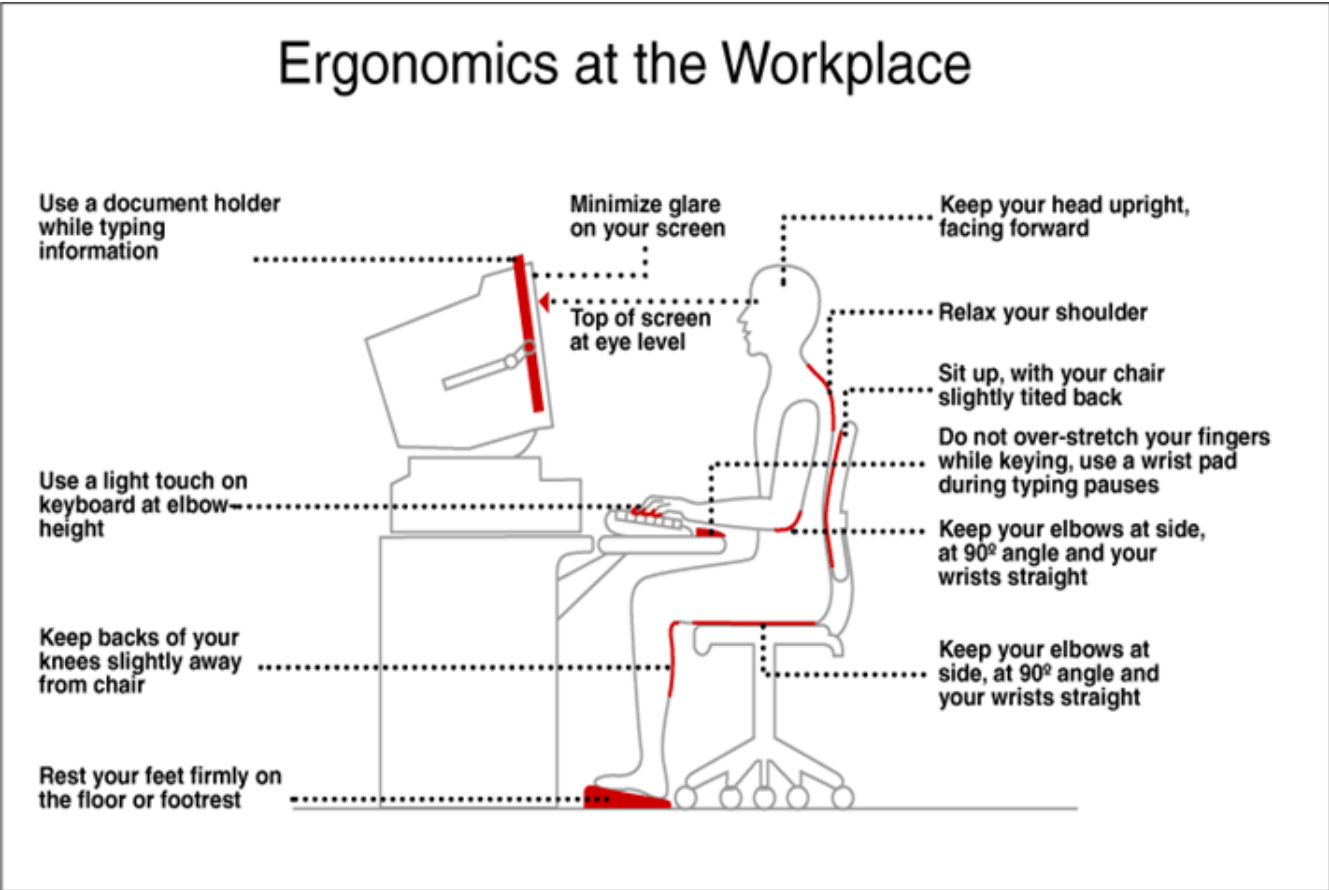 Ergonomics at the Workplace
Use a document holder
while typing
information
Minimize glare
on your screen
Top of screen
at eye level
Keep your head upright,
facing forward
Relax your shoulder
Sit up, with your chair
slightly tited back
Do not over-stretch your fingers
while keying, use a wrist pad
during typing pauses
Keep your elbows at side,
at 90º angle and your
wrists straight
Keep your elbows at
side, at 90º angle and
your wrists straight
Use a light touch on
keyboard at elbow
height
Keep backs of your
knees slightly away
from chair
Rest your feet firmly on
the floor or footrest